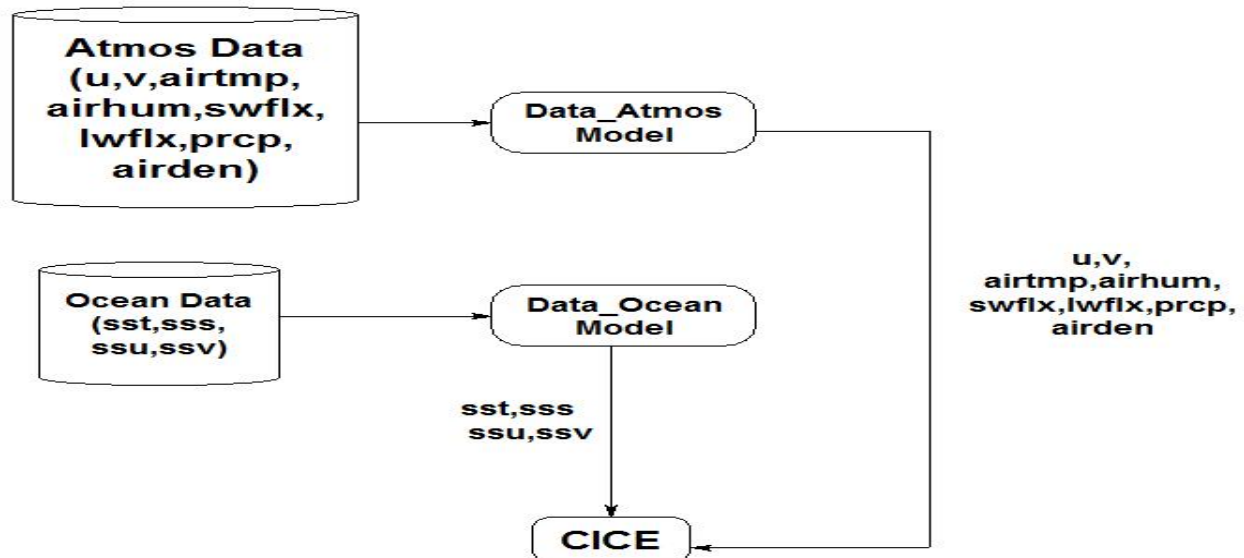 Atmos Data
(u,v,airtmp,
airhum,swflx,
lwflx,prcp,
airden)
Data_Atmos
Model
u,v,
airtmp,airhum,
swflx,lwflx,prcp,
airden
Ocean Data
(sst,sss,
ssu,ssv)
Data_Ocean
Model
sst,sss
ssu,ssv
CICE